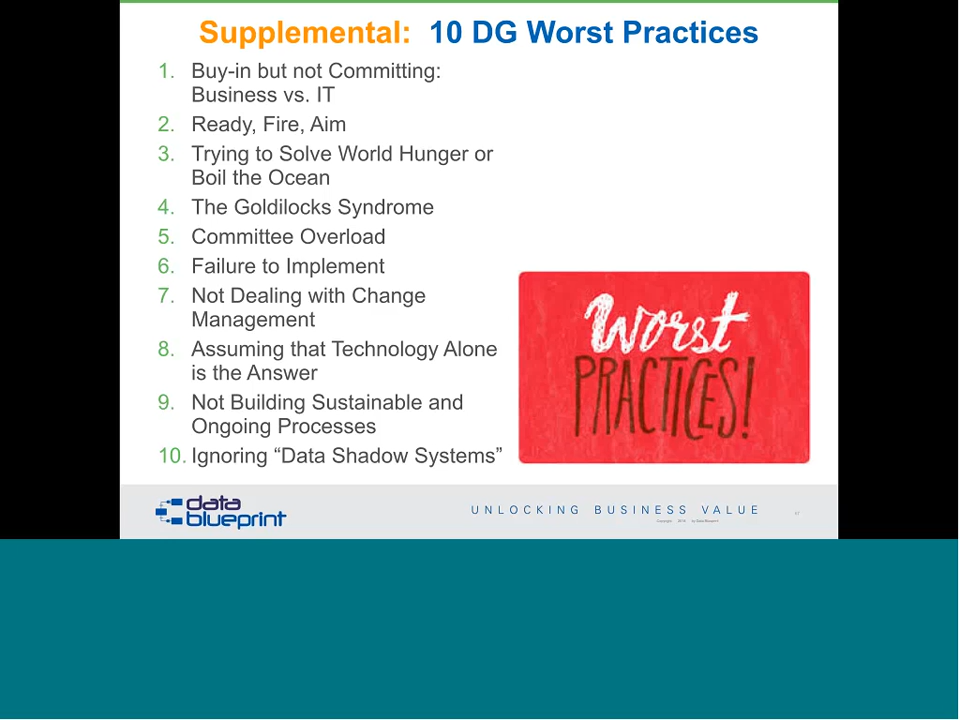 Supplemental: 10 DG Worst Practices
1. Buy-in but not Committing:
Business vs. IT
2. Ready, Fire, Aim
3. Trying to Solve World Hunger or
Boil the Ocean
4. The Goldilocks Syndrome
5. Committee Overload
6. Failure to Implement
7. Not Dealing with Change
Management
8. Assuming that Technology Alone
is the Answer
9. Not Building Sustainable and
Ongoing Processes
10. Ignoring “Data Shadow Systems”
Worst
PRACTICES!
data
blueprint
UNLOCKING BUSINESS VALUE